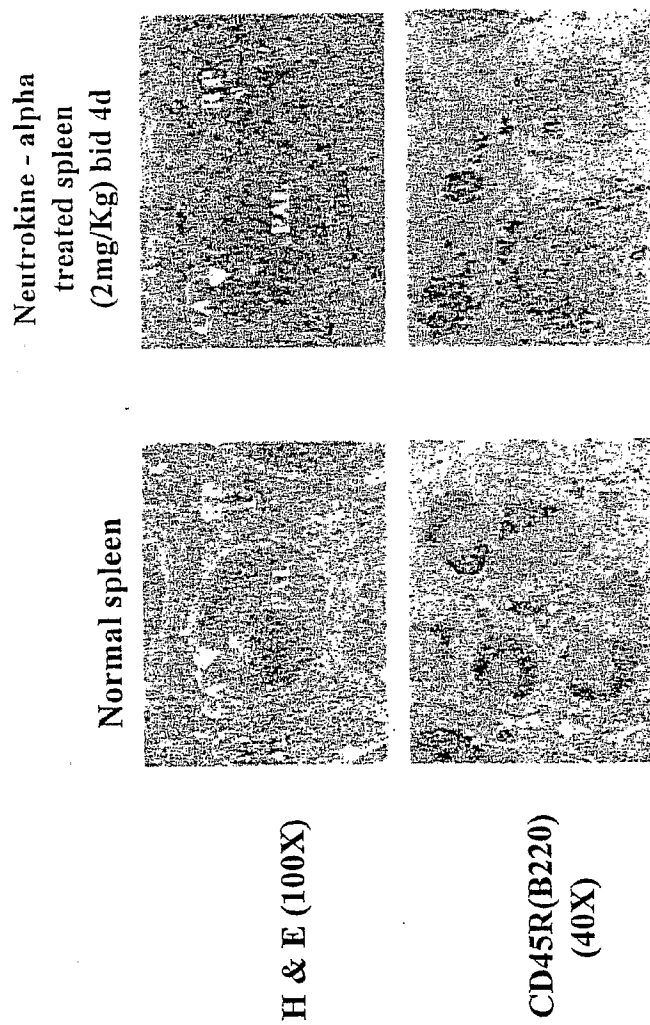 Neutrokine - alpha
treated spleen
(2mg/Kg) bid 4d
Normal spleen
H & E (100X)
CD45R(B220)
(40X)